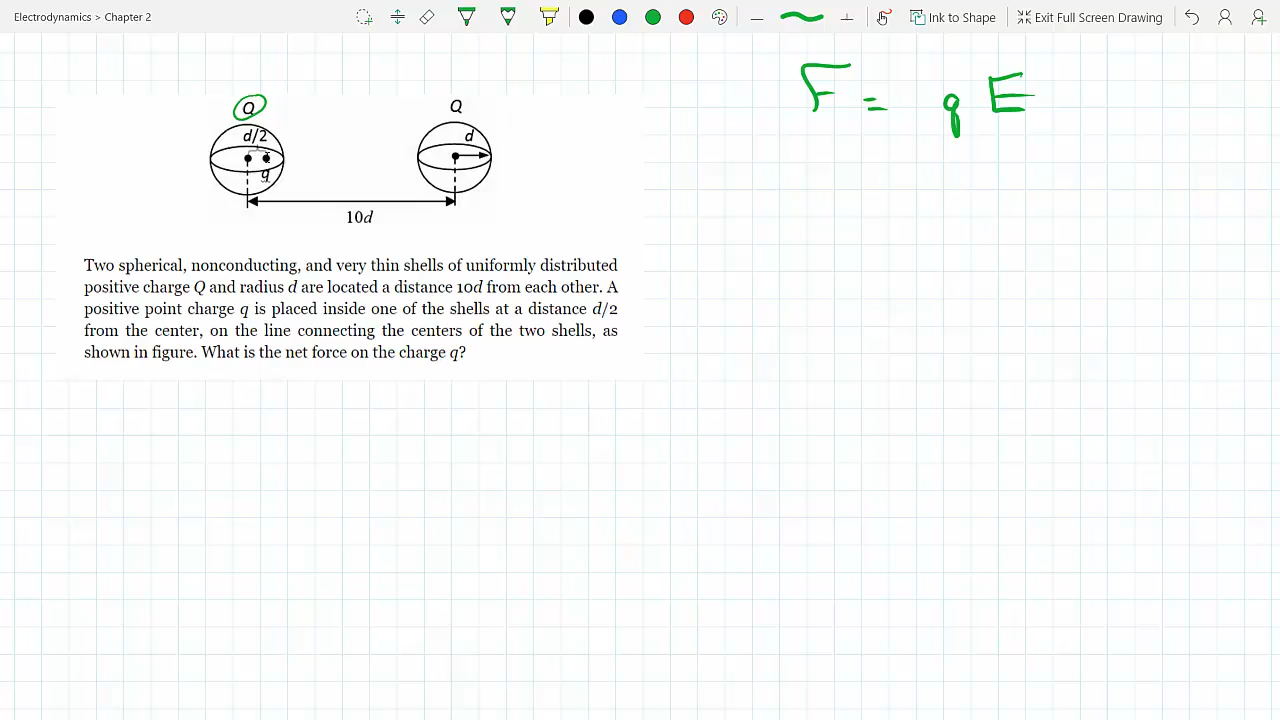 Electrodynamics > Chapter 2
Ink to Shape
Exit Full Screen Drawing
F = q E
Q
Q
d/2
d
q
10d
Two spherical, nonconducting, and very thin shells of uniformly distributed
positive charge Q and radius d are located a distance 10d from each other. A
positive point charge q is placed inside one of the shells at a distance d/2
from the center, on the line connecting the centers of the two shells, as
shown in figure. What is the net force on the charge q?